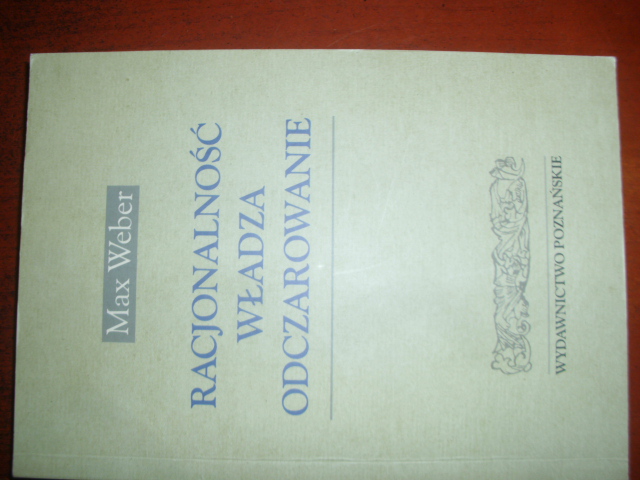 Max Weber
RACJONALNOŚĆ
WŁADZA
ODCZAROWANIE
WYDAWNICTWO POZNAŃSKIE